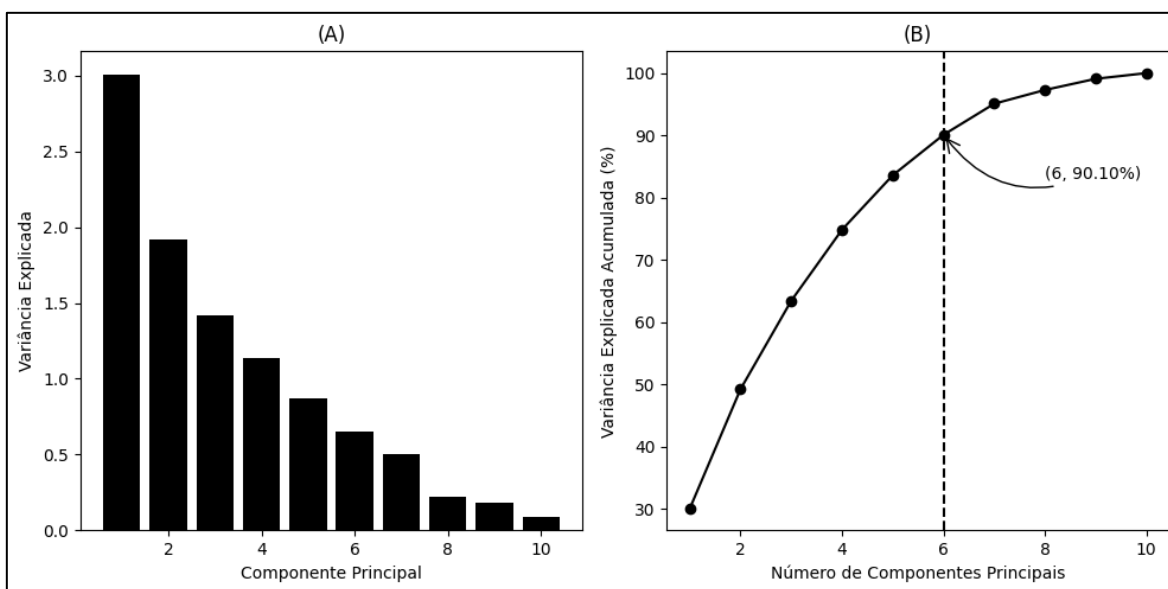 (A)
Variância Explicada
3.0
2.5
2.0
1.5
1.0
0.5
0.0
2 4 6 8 10
Componente Principal
(B)
Variância Explicada Acumulada (%)
100
90
80
70
60
50
40
30
(6, 90.10%)
2 4 6 8 10
Número de Componentes Principais